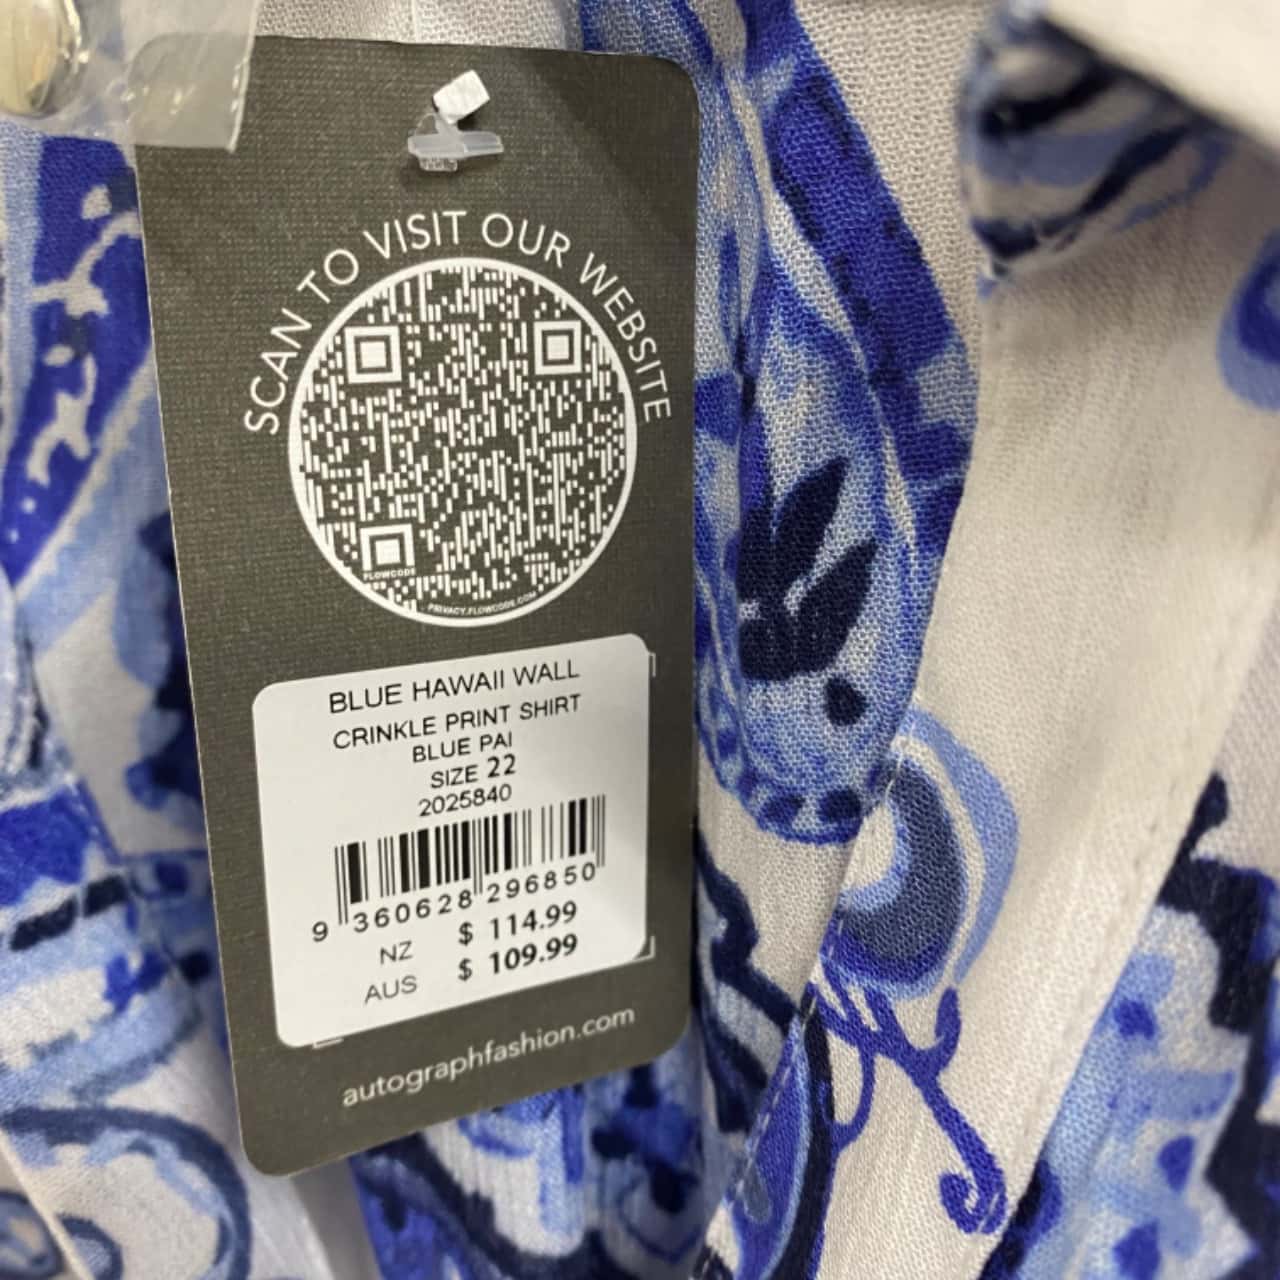 SCAN TO VISIT OUR WEBSITE
FLOWCODE
PRIVACY.FLOWCODE.COM
BLUE HAWAII WALL
CRINKLE PRINT SHIRT
BLUE PAI
SIZE 22
2025840
9 360628 296850
NZ $ 114.99
AUS $ 109.99
autographfashion.com